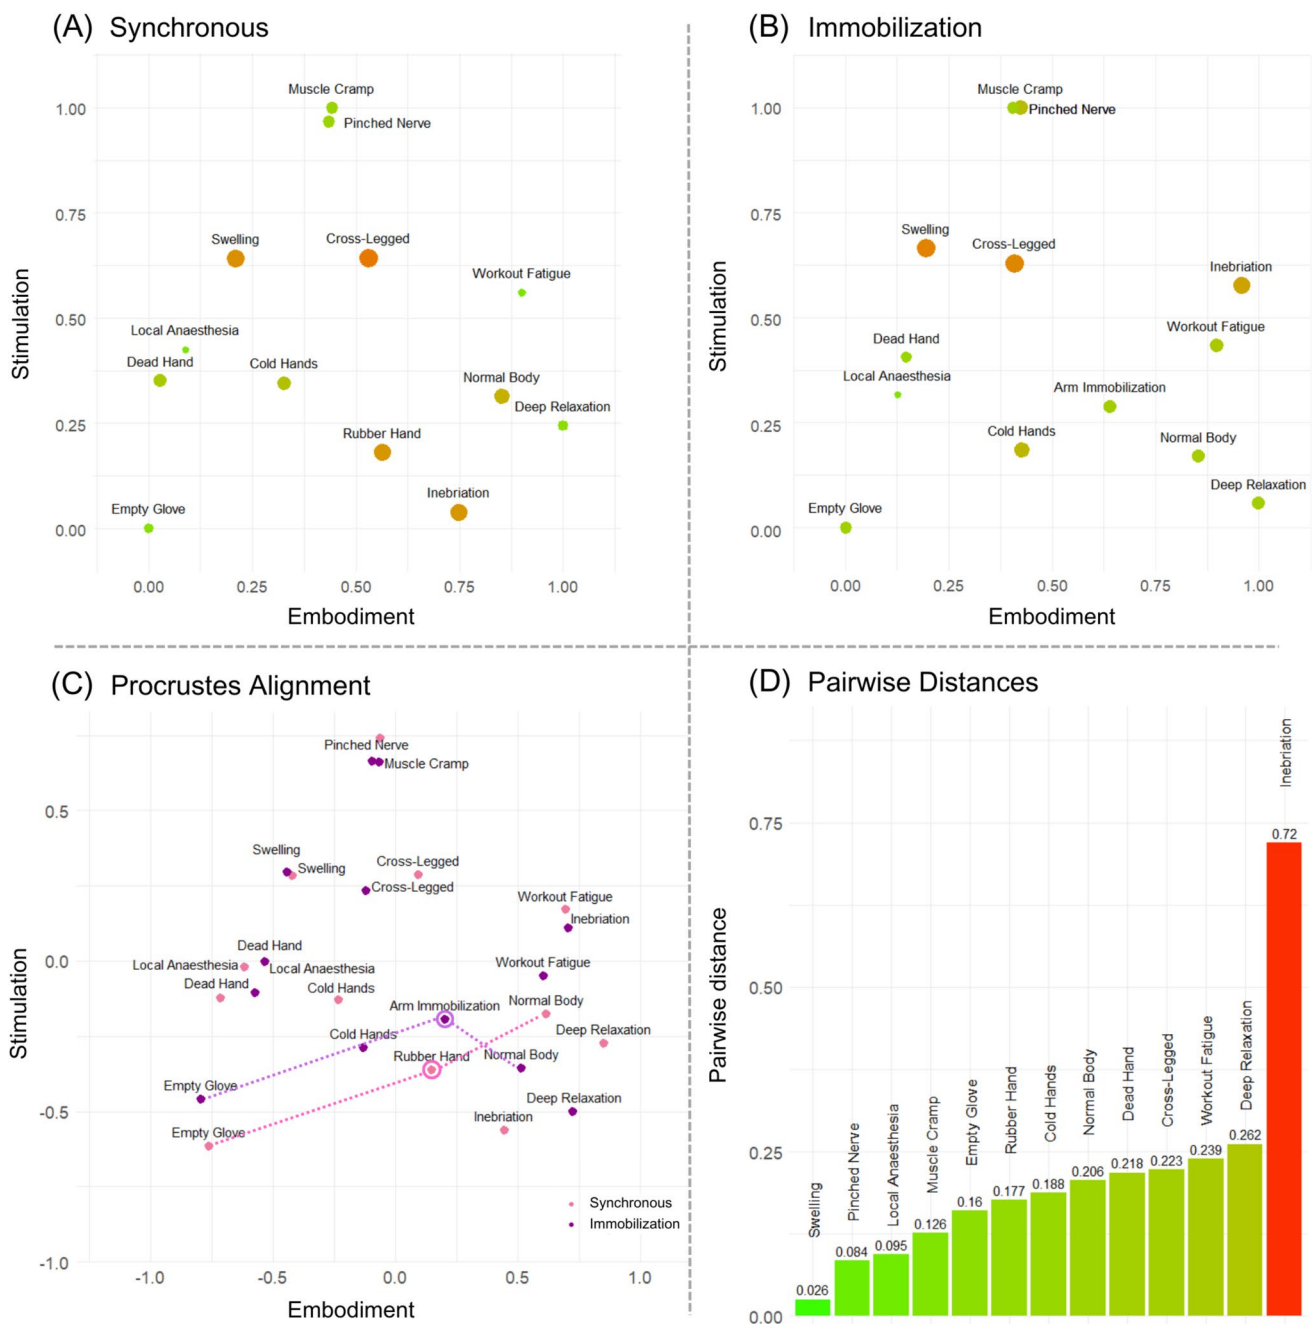 (A) Synchronous
Muscle Cramp
1.00
Pinched Nerve
0.75
Swelling
Cross-Legged
Workout Fatigue
Stimulation
0.50
Local Anaesthesia
Dead Hand
Cold Hands
Normal Body
Deep Relaxation
0.25
Rubber Hand
Inebriation
Empty Glove
0.00
0.00 0.25 0.50 0.75 1.00
Embodiment
(B) Immobilization
Muscle Cramp
1.00
Pinched Nerve
0.75
Swelling
Cross-Legged
Inebriation
Stimulation
0.50
Workout Fatigue
Dead Hand
Local Anaesthesia
Arm Immobilization
0.25
Cold Hands
Normal Body
Deep Relaxation
Empty Glove
0.00
0.00 0.25 0.50 0.75 1.00
Embodiment
(C) Procrustes Alignment
Pinched Nerve
Muscle Cramp
0.5
Swelling
Swelling
Cross-Legged
Cross-Legged
Workout Fatigue
Inebriation
Stimulation
Dead Hand
0.0
Local Anaesthesia
Local Anaesthesia
Workout Fatigue
Dead Hand
Cold Hands
Arm Immobilization
Normal Body
Cold Hands
Deep Relaxation
Rubber Hand
Normal Body
Empty Glove
Deep Relaxation
-0.5
Inebriation
Empty Glove
Synchronous
Immobilization
-1.0
-1.0 -0.5 0.0 0.5 1.0
Embodiment
(D) Pairwise Distances
Pairwise distance
0.75
0.50
0.25
0.00
Swelling
0.026
Pinched Nerve
0.084
Local Anaesthesia
0.095
Muscle Cramp
0.126
Empty Glove
0.16
Rubber Hand
0.177
Cold Hands
0.188
Normal Body
0.206
Dead Hand
0.218
Cross-Legged
0.223
Workout Fatigue
0.239
Deep Relaxation
0.262
Inebriation
0.72